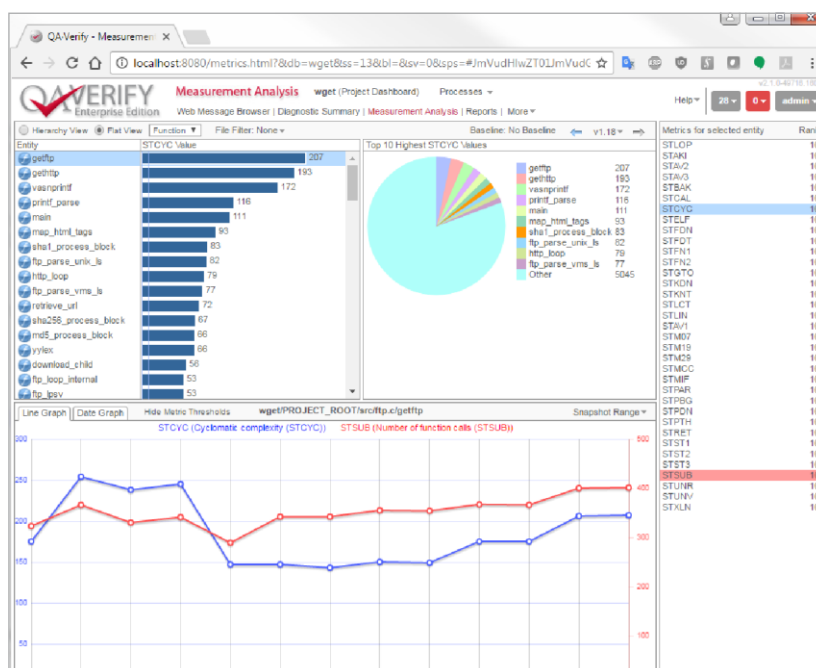 QA-Verify - Measuremen
localhost:8080/metrics.html?&db=wget&ss=13&bl=&sv=0&sps=#JmVudHlwZT01JmVud
QAVERIFY
Enterprise Edition
Measurement Analysis wget (Project Dashboard) Processes
Web Message Browser | Diagnostic Summary | Measurement Analysis | Reports | More
Help 28 0 admin
Hierarchy View Flat View Function File Filter: None Baseline: No Baseline v1.18
Entity STCYC Value
getftp 207
gethttp 193
vasnprintf 172
printf_parse 116
main 111
map_html_tags 93
sha1_process_block 83
ftp_parse_unix_ls 82
http_loop 79
ftp_parse_vms_ls 77
retrieve_url 72
sha256_process_block 67
md5_process_block 66
yylex 66
download_child 56
ftp_loop_internal 53
ftp_lpsv 53
Top 10 Highest STCYC Values
getftp 207
gethttp 193
vasnprintf 172
printf_parse 116
main 111
map_html_tags 93
sha1_process_block 83
ftp_parse_unix_ls 82
http_loop 79
ftp_parse_vms_ls 77
Other 5045
Metrics for selected entity Ran
STLOP
STAKI
STAV2
STAV3
STBAK
STCAL
STCYC
STELF
STFDN
STFDT
STFN1
STFN2
STGTO
STKDN
STKNT
STLCT
STLIN
STAV1
STM07
STM19
STM29
STMCC
STMIF
STPAR
STPBG
STPDN
STPTH
STRET
STST1
STST2
STST3
STSUB
STUNR
STUNV
STXLN
Line Graph Date Graph Hide Metric Thresholds wget/PROJECT_ROOT/src/ftp.c/getftp Snapshot Range
STCYC (Cyclomatic complexity (STCYC)) STSUB (Number of function calls (STSUB))
300 500
250
400
200
300
150
200
100
100
50